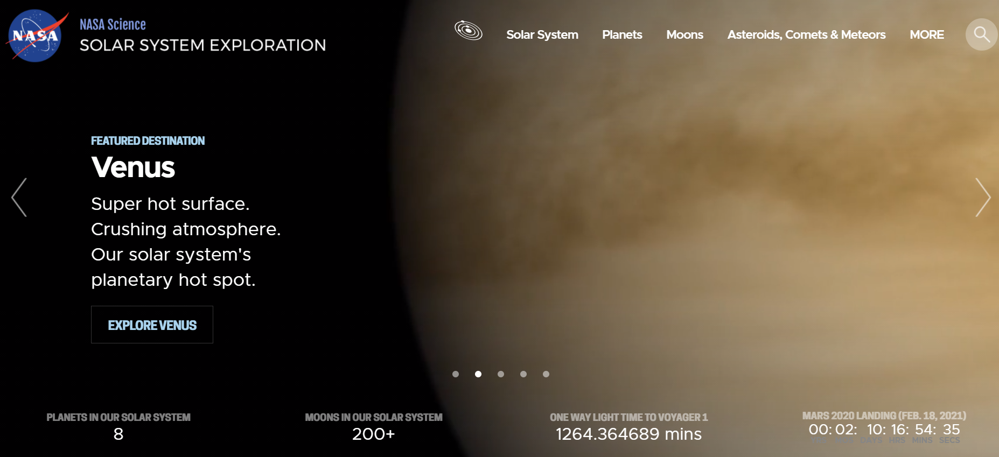 NASA
NASA Science
SOLAR SYSTEM EXPLORATION
Solar System Planets Moons Asteroids, Comets & Meteors MORE
FEATURED DESTINATION
Venus
Super hot surface.
Crushing atmosphere.
Our solar system's
planetary hot spot.
EXPLORE VENUS
PLANETS IN OUR SOLAR SYSTEM
8
MOONS IN OUR SOLAR SYSTEM
200+
ONE WAY LIGHT TIME TO VOYAGER 1
1264.364689 mins
MARS 2020 LANDING (FEB. 18, 2021)
00: 02: 10: 16: 54: 35
DAYS HRS MINS SECS